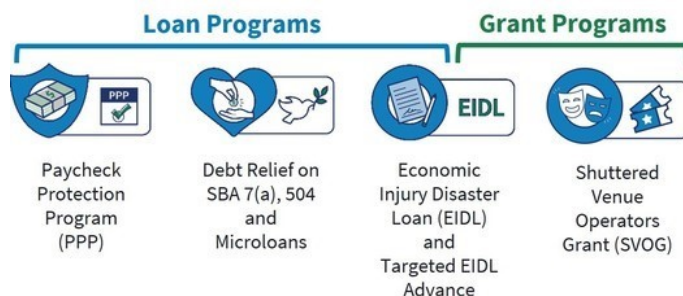 Loan Programs
Grant Programs
PPP
EIDL
Paycheck
Protection
Program
(PPP)
Debt Relief on
SBA 7(a), 504
and
Microloans
Economic
Injury Disaster
Loan (EIDL)
and
Targeted EIDL
Advance
Shuttered
Venue
Operators
Grant (SVOG)